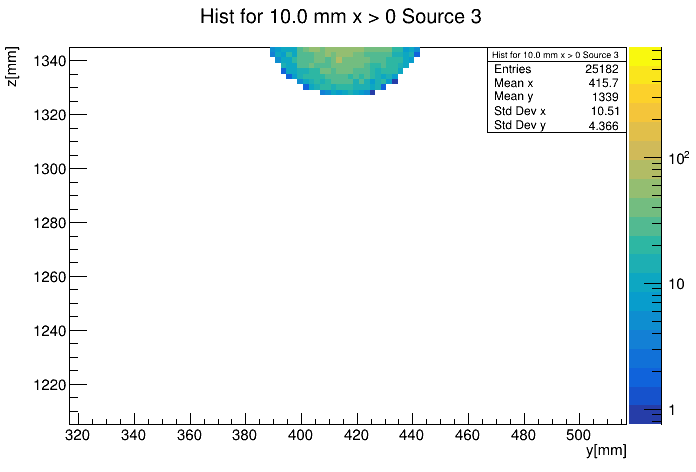 Hist for 10.0 mm x > 0 Source 3
z[mm]
1340
1320
1300
1280
1260
1240
1220
320 340 360 380 400 420 440 460 480 500
y[mm]
Hist for 10.0 mm x > 0 Source 3
Entries 25182
Mean x 415.7
Mean y 1339
Std Dev x 10.51
Std Dev y 4.366
10²
10
1